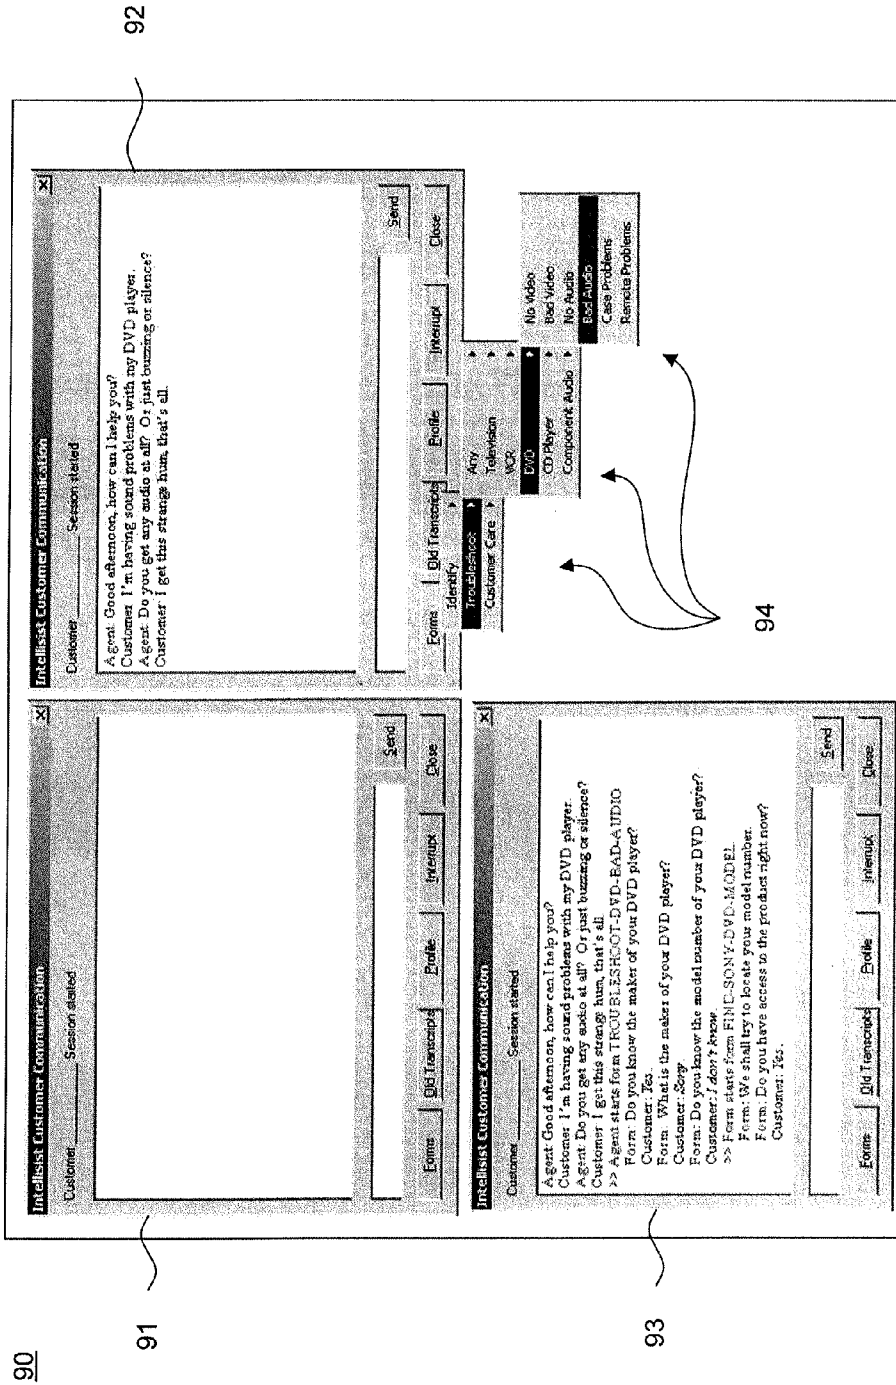 90
91
Intellisist Customer Communication
Customer ________ Session started
Send
Forms
Old Transcripts
Profile
Interrupt
Close
92
Intellisist Customer Communication
Customer ________ Session started
Agent: Good afternoon, how can I help you?
Customer I'm having sound problems with my DVD player.
Agent: Do you get any audio at all? Or just buzzing or silence?
Customer: I get this strange hum, that's all.
Send
Forms
Old Transcripts
Profile
Interrupt
Close
Identify
Troubleshoot
Customer Care
Any
Television
VCR
DVD
CD Player
Component Audio
No Video
Bad Video
No Audio
Bad Audio
Case Problems
Remote Problems
94
93
Intellisist Customer Communication
Customer ________ Session started
Agent: Good afternoon, how can I help you?
Customer I'm having sound problems with my DVD player.
Agent: Do you get any audio at all? Or just buzzing or silence?
Customer: I get this strange hum, that's all.
>> Agent starts form TROUBLESHOOT-DVD-BAD-AUDIO
Form: Do you know the maker of your DVD player?
Customer: Yes.
Form: What is the maker of your DVD player?
Customer: Sony.
Form: Do you know the model number of your DVD player?
Customer: I don't know.
>> Form starts form FIND-SONY-DVD-MODEL
Form: We shall try to locate your model number.
Form: Do you have access to the product right now?
Customer: Yes.
Send
Forms
Old Transcripts
Profile
Interrupt
Close